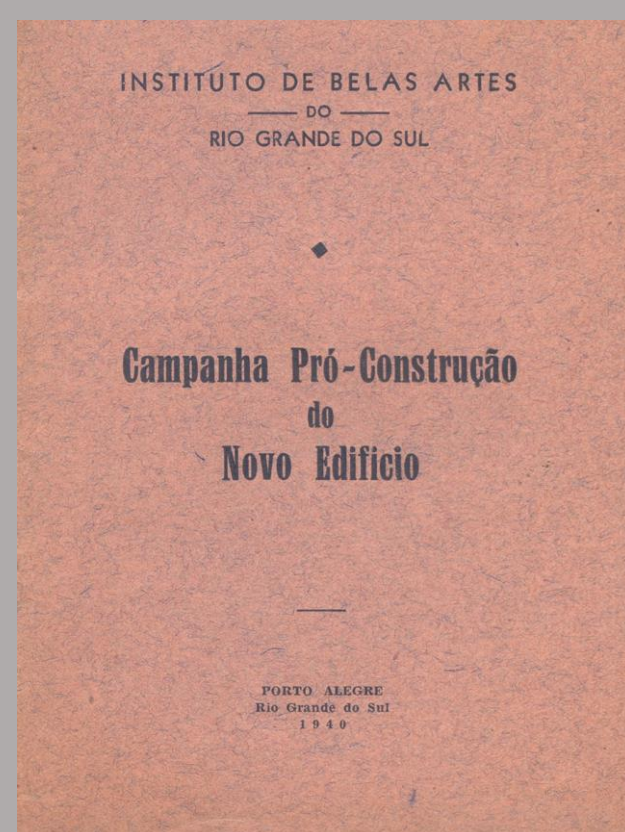 INSTITUTO DE BELAS ARTES
DO
RIO GRANDE DO SUL
Campanha Pró-Construção
do
Novo Edificio
PORTO ALEGRE
Rio Grande do Sul
1940